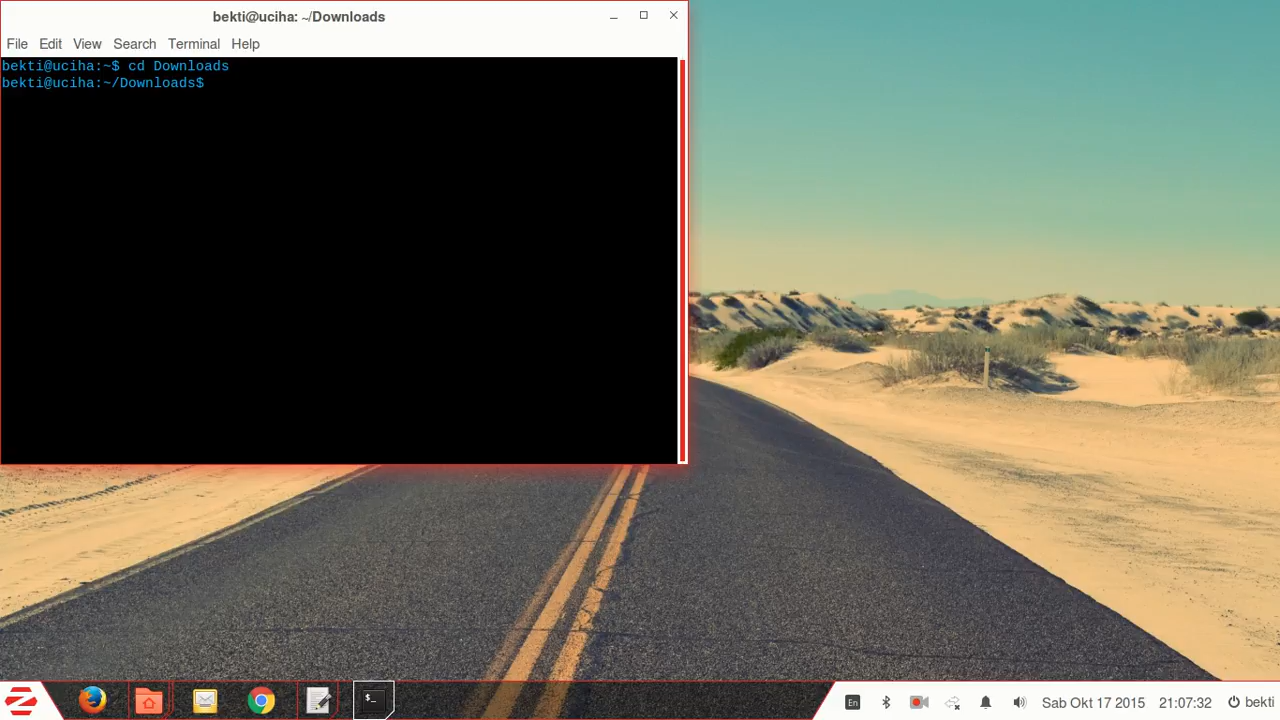 bekti@uciha: ~/Downloads
File Edit View Search Terminal Help
bekti@uciha:~$ cd Downloads
bekti@uciha:~/Downloads$
$_
En Sab Okt 17 2015 21:07:32 bekti